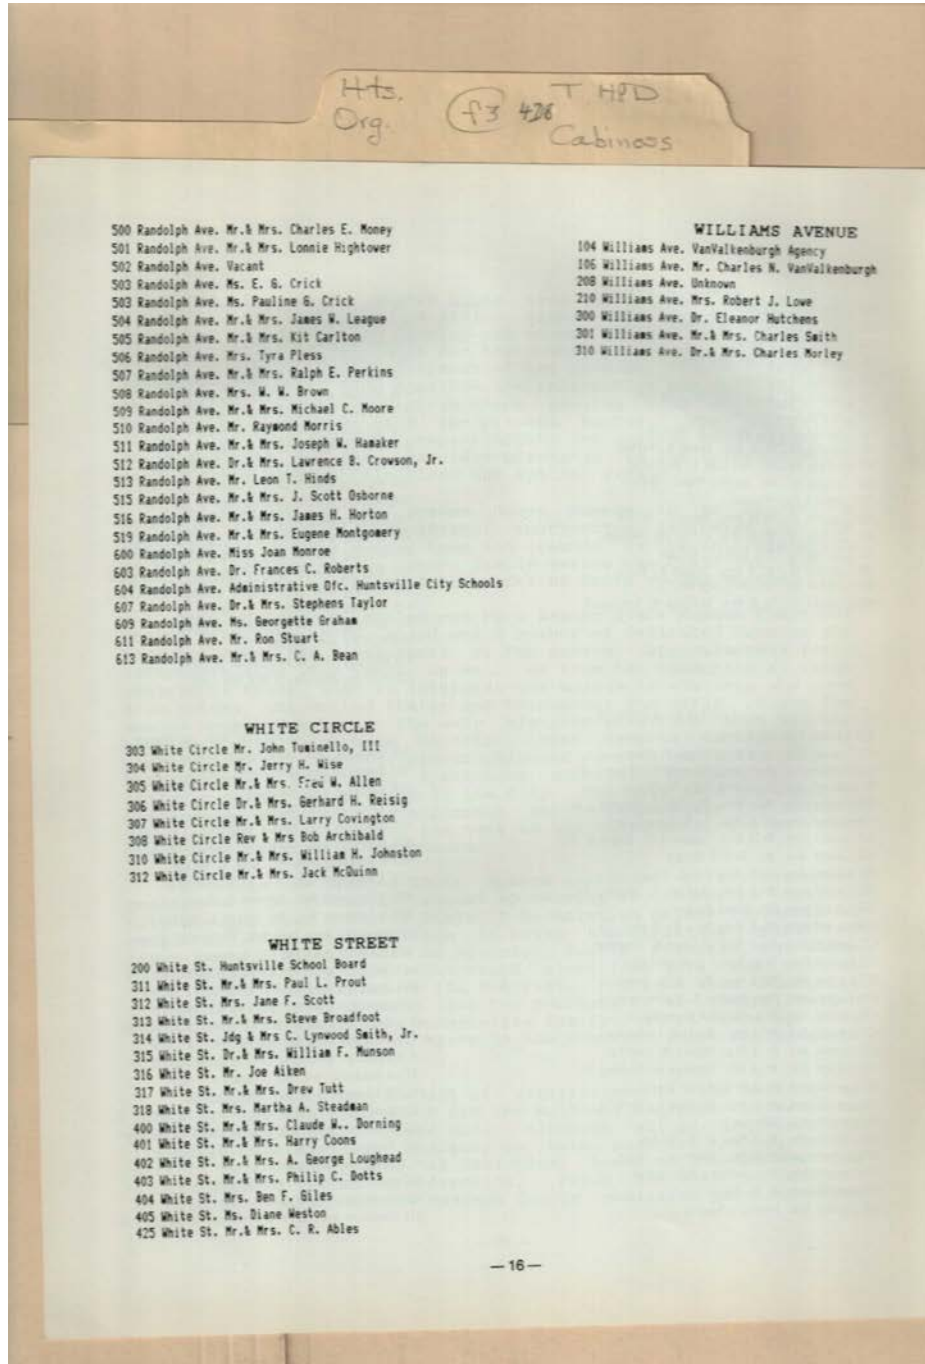 Hts.
Org.
f3 428
T HPD
Cabiness
500 Randolph Ave. Mr.& Mrs. Charles E. Money
501 Randolph Ave. Mr.& Mrs. Lonnie Hightower
502 Randolph Ave. Vacant
503 Randolph Ave. Ms. E. G. Crick
503 Randolph Ave. Ms. Pauline G. Crick
504 Randolph Ave. Mr.& Mrs. James W. League
505 Randolph Ave. Mr.& Mrs. Kit Carlton
506 Randolph Ave. Mrs. Tyra Pless
507 Randolph Ave. Mr.& Mrs. Ralph E. Perkins
508 Randolph Ave. Mrs. W. W. Brown
509 Randolph Ave. Mr.& Mrs. Michael C. Moore
510 Randolph Ave. Mr. Raymond Morris
511 Randolph Ave. Mr.& Mrs. Joseph W. Hamaker
512 Randolph Ave. Dr.& Mrs. Lawrence B. Crowson, Jr.
513 Randolph Ave. Mr. Leon T. Hinds
515 Randolph Ave. Mr.& Mrs. J. Scott Osborne
516 Randolph Ave. Mr.& Mrs. James H. Horton
519 Randolph Ave. Mr.& Mrs. Eugene Montgomery
600 Randolph Ave. Miss Joan Monroe
603 Randolph Ave. Dr. Frances C. Roberts
604 Randolph Ave. Administrative Ofc. Huntsville City Schools
607 Randolph Ave. Dr.& Mrs. Stephens Taylor
609 Randolph Ave. Ms. Georgette Graham
611 Randolph Ave. Mr. Ron Stuart
613 Randolph Ave. Mr.& Mrs. C. A. Bean
WHITE CIRCLE
303 White Circle Mr. John Tuminello, III
304 White Circle Mr. Jerry H. Wise
305 White Circle Mr.& Mrs. Fred W. Allen
306 White Circle Dr.& Mrs. Gerhard H. Reisig
307 White Circle Mr.& Mrs. Larry Covington
308 White Circle Rev & Mrs Bob Archibald
310 White Circle Mr.& Mrs. William H. Johnston
312 White Circle Mr.& Mrs. Jack McQuinn
WHITE STREET
200 White St. Huntsville School Board
311 White St. Mr.& Mrs. Paul L. Prout
312 White St. Mrs. Jane F. Scott
313 White St. Mr.& Mrs. Steve Broadfoot
314 White St. Jdg & Mrs C. Lynwood Smith, Jr.
315 White St. Dr.& Mrs. William F. Munson
316 White St. Mr. Joe Aiken
317 White St. Mr.& Mrs. Drew Tutt
318 White St. Mrs. Martha A. Steadman
400 White St. Mr.& Mrs. Claude W.. Dorning
401 White St. Mr.& Mrs. Harry Coons
402 White St. Mr.& Mrs. A. George Loughead
403 White St. Mr.& Mrs. Philip C. Dotts
404 White St. Mrs. Ben F. Giles
405 White St. Ms. Diane Weston
425 White St. Mr.& Mrs. C. R. Ables
WILLIAMS AVENUE
104 Williams Ave. VanValkenburgh Agency
106 Williams Ave. Mr. Charles N. VanValkenburgh
208 Williams Ave. Unknown
210 Williams Ave. Mrs. Robert J. Lowe
300 Williams Ave. Dr. Eleanor Hutchens
301 Williams Ave. Mr.& Mrs. Charles Smith
310 Williams Ave. Dr.& Mrs. Charles Morley
—16—